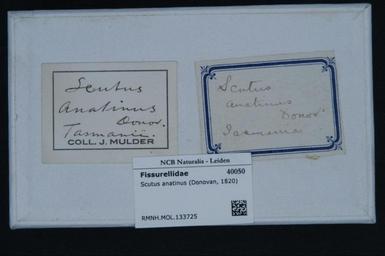 Scutus
Anatinus
Donov.
Tasmanië.
COLL. J. MULDER
Scutus
anatinus
Donov.
Tasmania
NCB Naturalis - Leiden
Fissurellidae 40050
Scutus anatinus (Donovan, 1820)
RMNH.MOL.133725